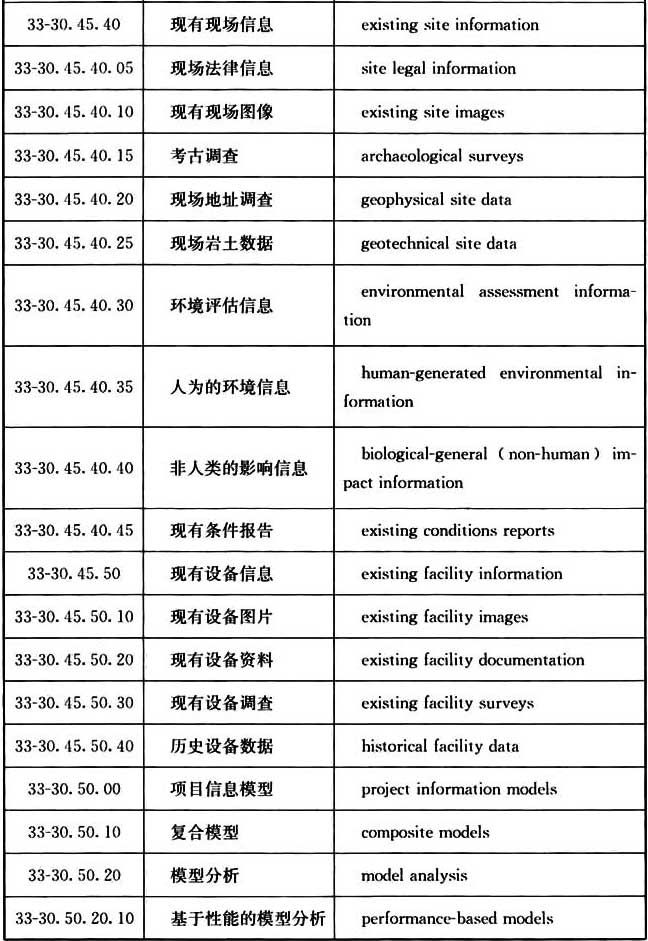 33-30. 45. 40 现有现场信息 existing site information
33-30. 45. 40. 05 现场法律信息 site legal information
33-30. 45. 40. 10 现有现场图像 existing site images
33-30. 45. 40. 15 考古调查 archaeological surveys
33-30. 45. 40. 20 现场地址调查 geophysical site data
33-30. 45. 40. 25 现场岩土数据 geotechnical site data
33-30. 45. 40. 30 环境评估信息 environmental assessment informa-
tion
33-30. 45. 40. 35 人为的环境信息 human-generated environmental in-
formation
33-30. 45. 40. 40 非人类的影响信息 biological-general（non-human）im-
pact information
33-30. 45. 40. 45 现有条件报告 existing conditions reports
33-30. 45. 50 现有设备信息 existing facility information
33-30. 45. 50. 10 现有设备图片 existing facility images
33-30. 45. 50. 20 现有设备资料 existing facility documentation
33-30. 45. 50. 30 现有设备调查 existing facility surveys
33-30. 45. 50. 40 历史设备数据 historical facility data
33-30. 50. 00 项目信息模型 project information models
33-30. 50. 10 复合模型 composite models
33-30. 50. 20 模型分析 model analysis
33-30. 50. 20. 10 基于性能的模型分析 performance-based models